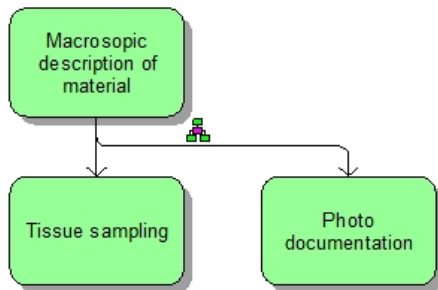 Macrosopic
description of
material
Tissue sampling
Photo
documentation